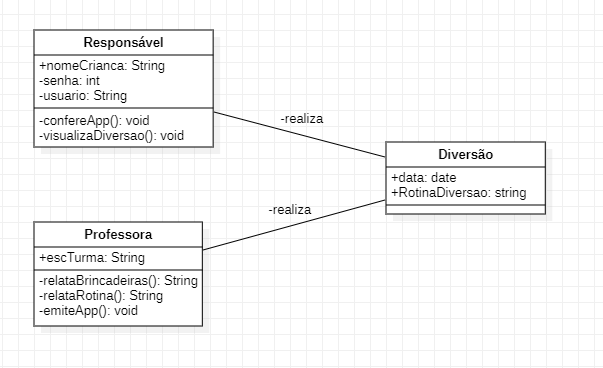 Responsável
+nomeCrianca: String
-senha: int
-usuario: String
-confereApp(): void
-visualizaDiversao(): void
-realiza
Diversão
+data: date
+RotinaDiversao: string
-realiza
Professora
+escTurma: String
-relataBrincadeiras(): String
-relataRotina(): String
-emiteApp(): void